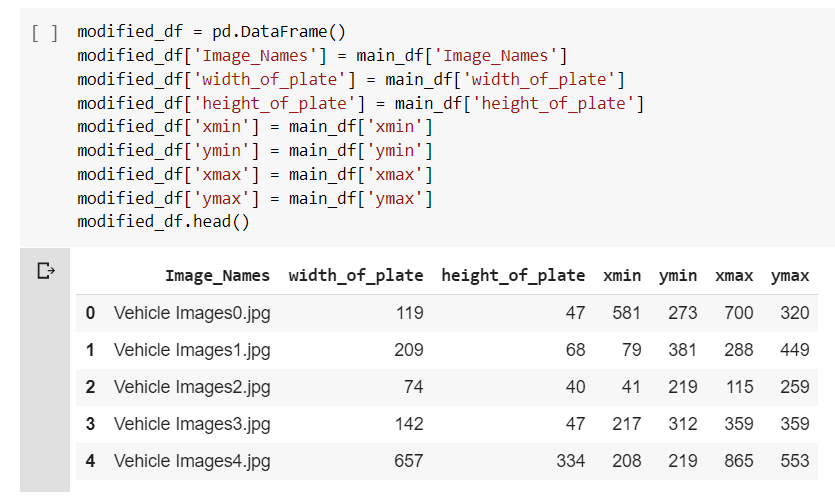 [ ] modified_df = pd.DataFrame()
modified_df['Image_Names'] = main_df['Image_Names']
modified_df['width_of_plate'] = main_df['width_of_plate']
modified_df['height_of_plate'] = main_df['height_of_plate']
modified_df['xmin'] = main_df['xmin']
modified_df['ymin'] = main_df['ymin']
modified_df['xmax'] = main_df['xmax']
modified_df['ymax'] = main_df['ymax']
modified_df.head()
Image_Names width_of_plate height_of_plate xmin ymin xmax ymax
0 Vehicle Images0.jpg 119 47 581 273 700 320
1 Vehicle Images1.jpg 209 68 79 381 288 449
2 Vehicle Images2.jpg 74 40 41 219 115 259
3 Vehicle Images3.jpg 142 47 217 312 359 359
4 Vehicle Images4.jpg 657 334 208 219 865 553